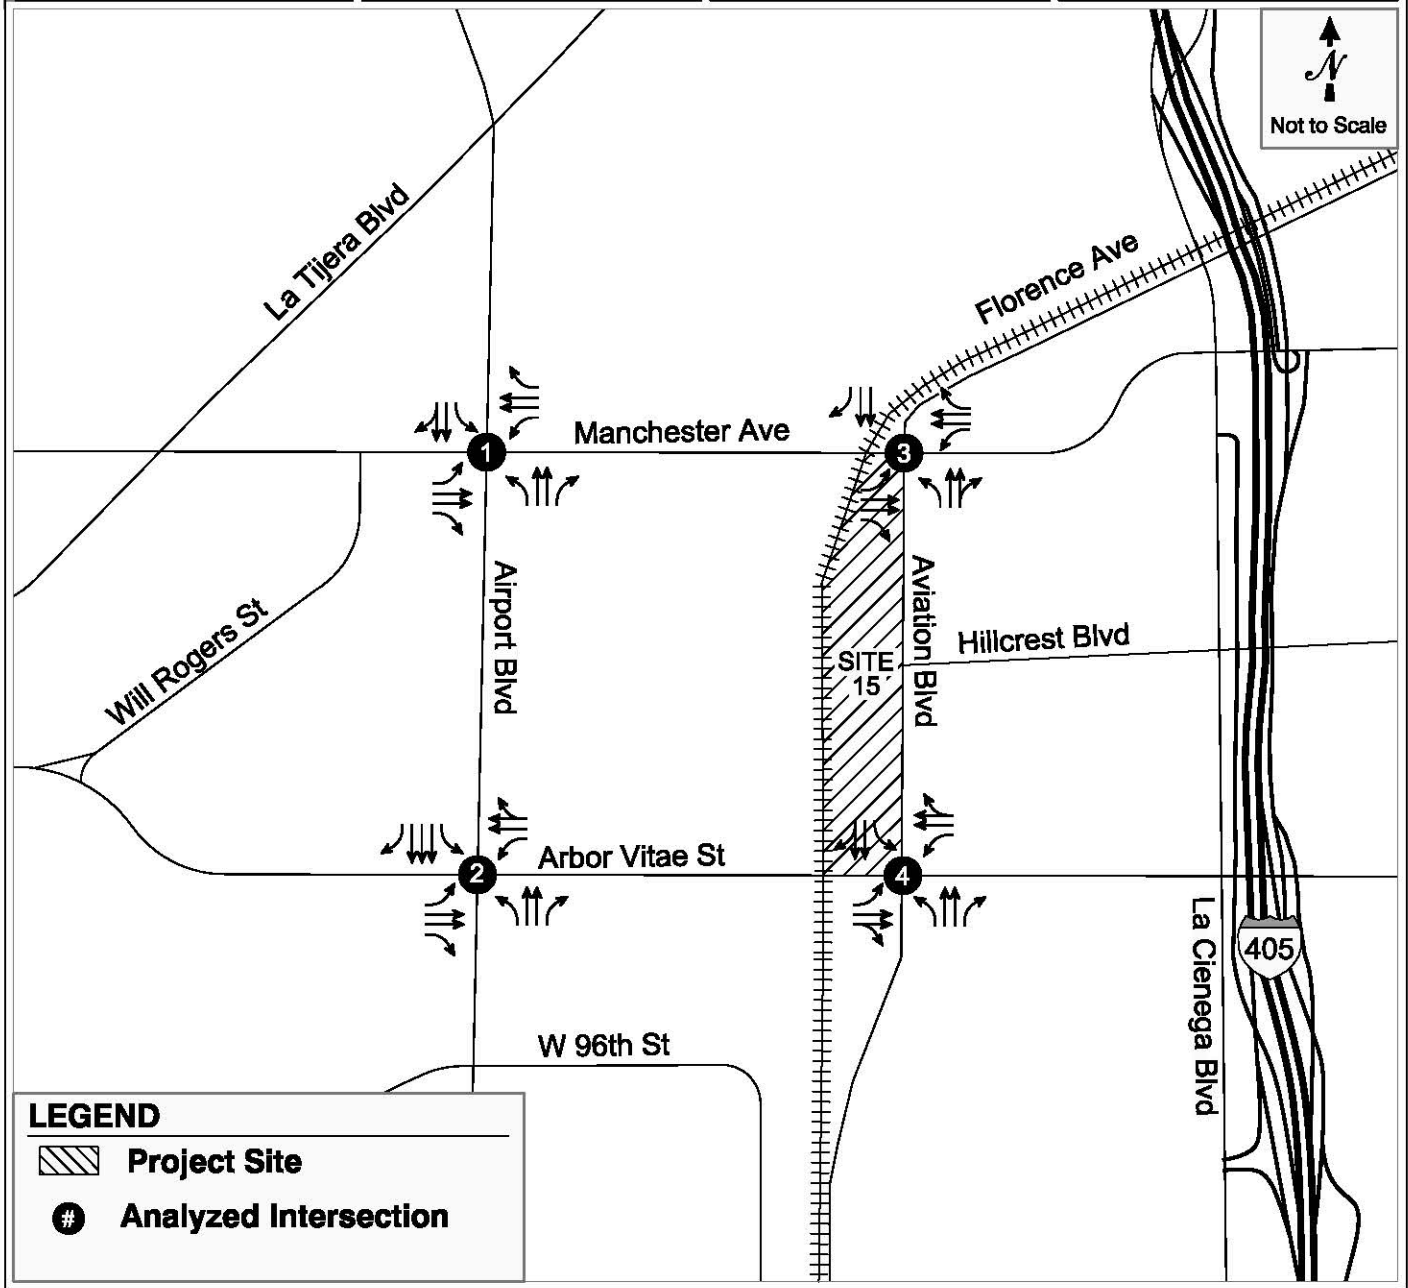 N
Not to Scale
La Tijera Blvd
Florence Ave
Manchester Ave
1
3
Airport Blvd
Aviation Blvd
Will Rogers St
Hillcrest Blvd
SITE
15
Arbor Vitae St
2
4
La Cienega Blvd
405
W 96th St
LEGEND
Project Site
# Analyzed Intersection